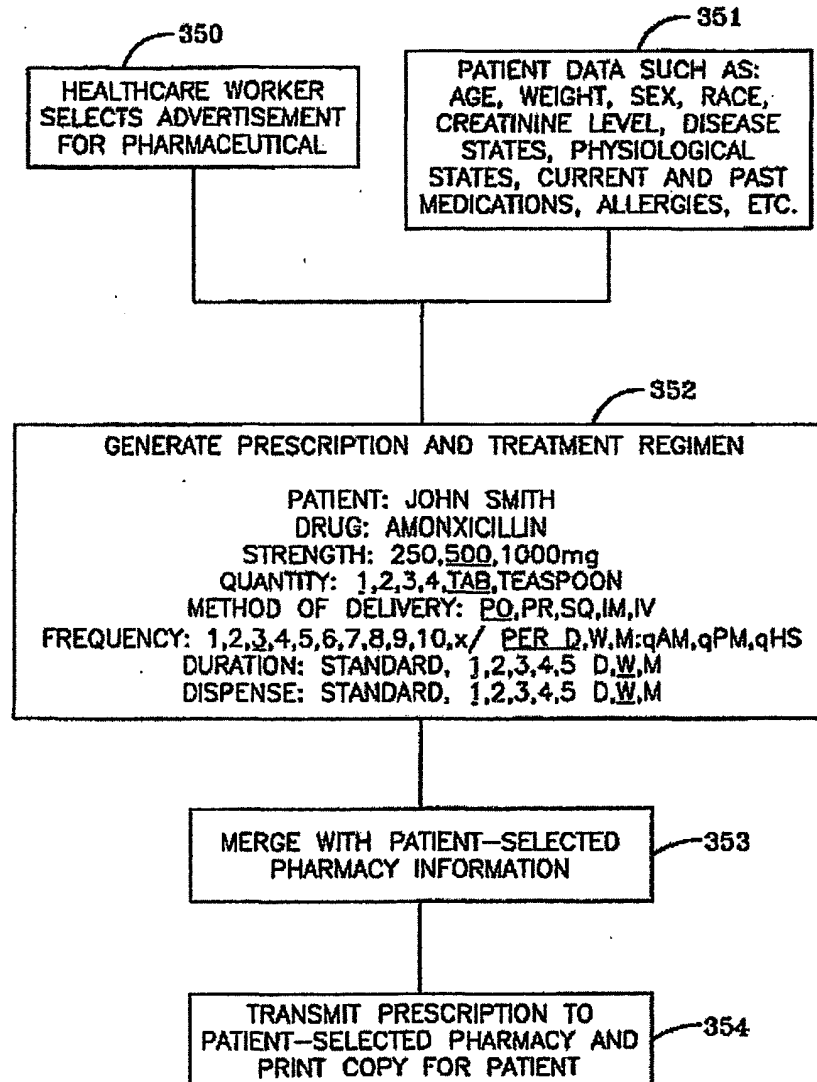 350
HEALTHCARE WORKER
SELECTS ADVERTISEMENT
FOR PHARMACEUTICAL
351
PATIENT DATA SUCH AS:
AGE, WEIGHT, SEX, RACE,
CREATININE LEVEL, DISEASE
STATES, PHYSIOLOGICAL
STATES, CURRENT AND PAST
MEDICATIONS, ALLERGIES, ETC.
352
GENERATE PRESCRIPTION AND TREATMENT REGIMEN
PATIENT: JOHN SMITH
DRUG: AMONXICILLIN
STRENGTH: 250,500,1000mg
QUANTITY: 1,2,3,4,TAB,TEASPOON
METHOD OF DELIVERY: PO,PR,SQ,IM,IV
FREQUENCY: 1,2,3,4,5,6,7,8,9,10,x/ PER D,W,M:qAM,qPM,qHS
DURATION: STANDARD, 1,2,3,4,5 D,W,M
DISPENSE: STANDARD, 1,2,3,4,5 D,W,M
MERGE WITH PATIENT-SELECTED
PHARMACY INFORMATION
353
TRANSMIT PRESCRIPTION TO
PATIENT-SELECTED PHARMACY AND
PRINT COPY FOR PATIENT
354